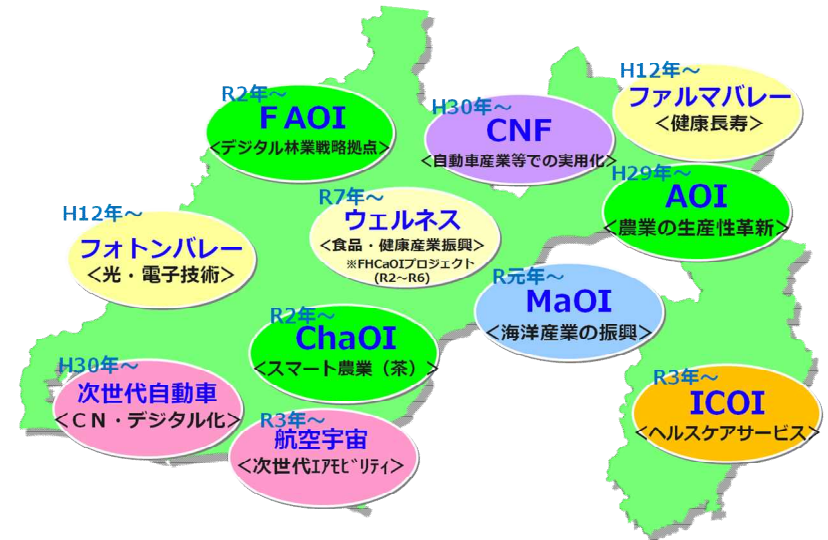 H12年～
ファルマバレー
＜健康長寿＞
R2年～
ＦAOI
＜デジタル林業戦略拠点＞
H30年～
CNF
＜自動車産業等での実用化＞
H29年～
AOI
＜農業の生産性革新＞
R7年～
ウェルネス
＜食品・健康産業振興＞
※FHCaOIプロジェクト
(R2～R6)
H12年～
フォトンバレー
＜光・電子技術＞
R元年～
MaOI
＜海洋産業の振興＞
R2年～
ChaOI
＜スマート農業（茶）＞
H30年～
次世代自動車
＜ＣＮ・デジタル化＞
R3年～
ICOI
＜ヘルスケアサービス＞
R3年～
航空宇宙
＜次世代ｴｱﾓﾋﾞﾘﾃｨ＞